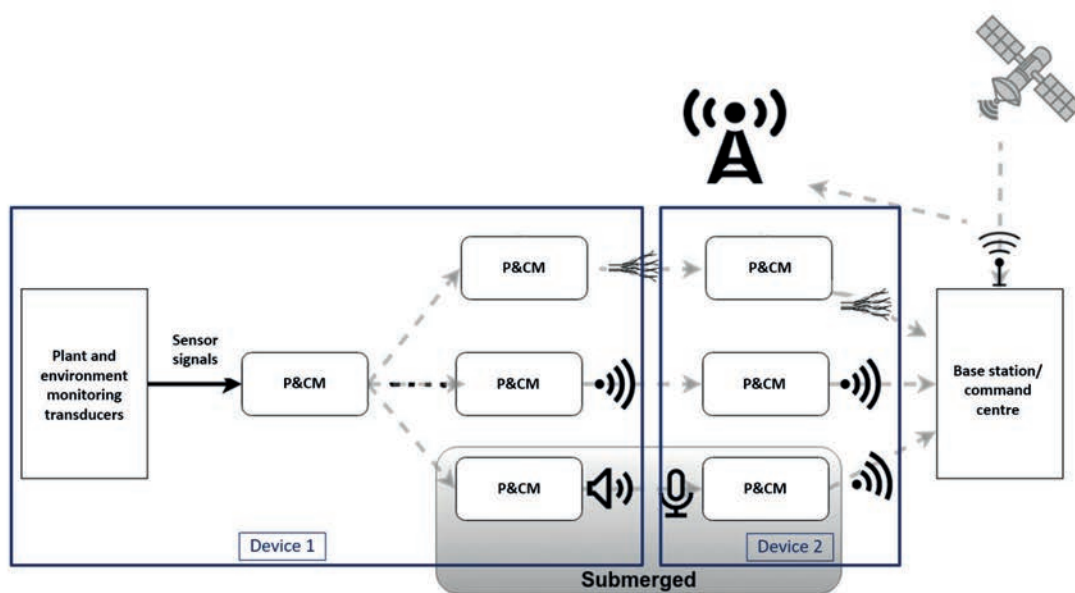 P&CM
P&CM
Plant and
environment
monitoring
transducers
Sensor
signals
P&CM
P&CM
P&CM
Base station/
command
centre
P&CM
P&CM
Device 1
Device 2
Submerged